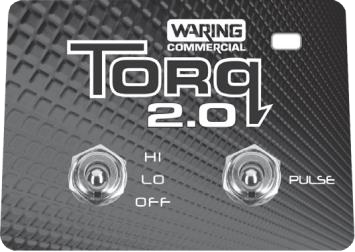 WARING
COMMERCIAL
TORQ
2.0
HI
LO
OFF
PULSE